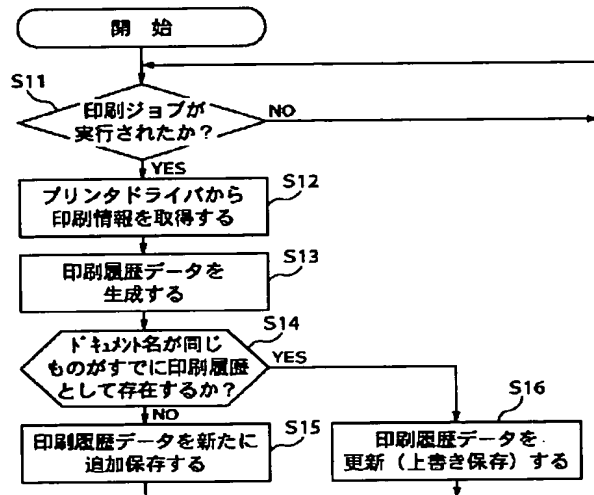 開始
S11
印刷ジョブが
実行されたか？
NO
YES
S12
プリンタドライバから
印刷情報を取得する
S13
印刷履歴データを
生成する
S14
ﾄﾞｷｭﾒﾝﾄ名が同じ
ものがすでに印刷履歴
として存在するか？
YES
NO
S15
印刷履歴データを新たに
追加保存する
S16
印刷履歴データを
更新（上書き保存）する